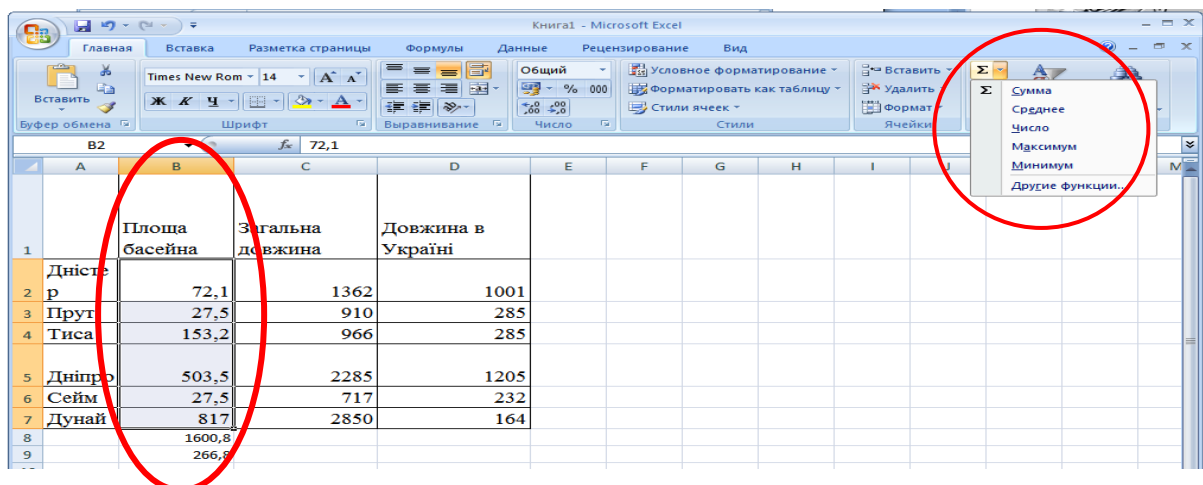 Книга1 - Microsoft Excel
Главная Вставка Разметка страницы Формулы Данные Рецензирование Вид
Вставить
Times New Rom 14
Ж К Ч
Общий
% 000
Условное форматирование
Форматировать как таблицу
Стили ячеек
Вставить
Удалить
Формат
Σ
Буфер обмена Шрифт Выравнивание Число Стили Ячейки
Σ Сумма
Среднее
Число
Максимум
Минимум
Другие функции...
B2 fx 72,1
A B C D E F G H I J M
1 Площа басейна Загальна довжина Довжина в Україні
2 Дністер 72,1 1362 1001
3 Прут 27,5 910 285
4 Тиса 153,2 966 285
5 Дніпро 503,5 2285 1205
6 Сейм 27,5 717 232
7 Дунай 817 2850 164
8 1600,8
9 266,8